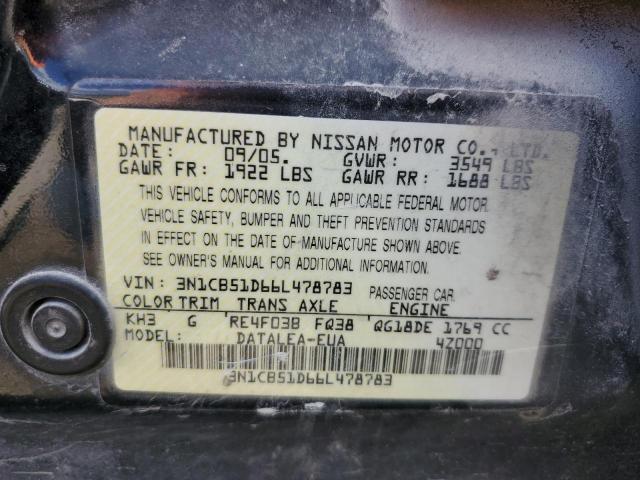 MANUFACTURED BY NISSAN MOTOR CO., LTD.
DATE: 09/05. GVWR: 3549 LBS
GAWR FR: 1922 LBS GAWR RR: 1688 LBS
THIS VEHICLE CONFORMS TO ALL APPLICABLE FEDERAL MOTOR
VEHICLE SAFETY, BUMPER AND THEFT PREVENTION STANDARDS
IN EFFECT ON THE DATE OF MANUFACTURE SHOWN ABOVE.
SEE OWNER'S MANUAL FOR ADDITIONAL INFORMATION.
VIN: 3N1CB51D66L478783 PASSENGER CAR
COLOR TRIM TRANS AXLE ENGINE
KH3 G RE4F03B FQ38 QG18DE 1769 CC
MODEL: DATALEA-EUA 4Z000
3N1CB51D66L478783